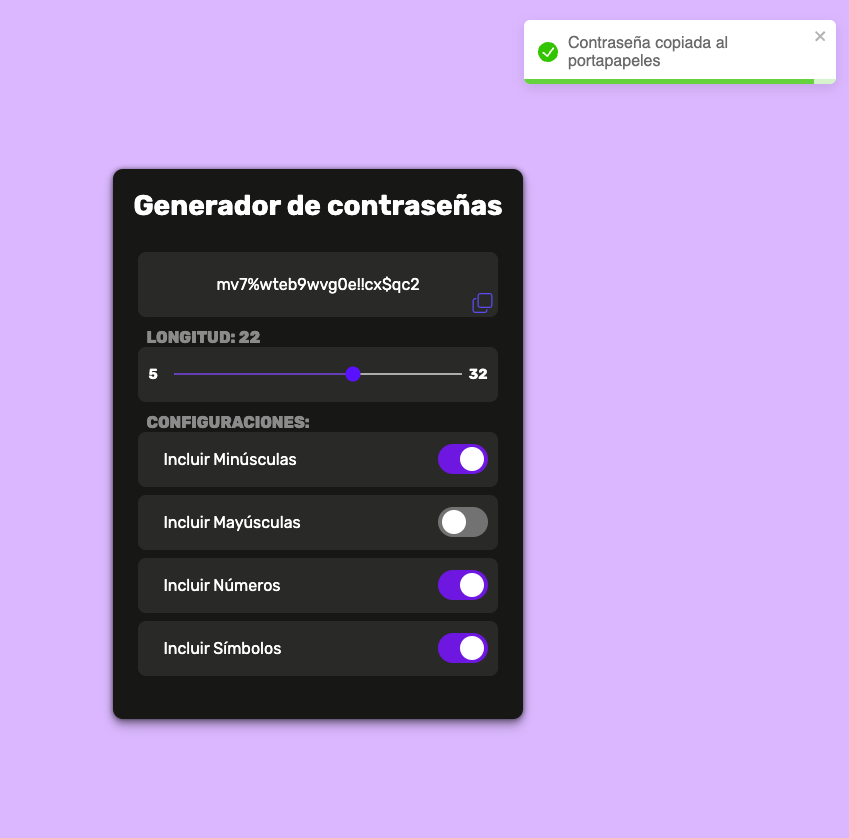 Contraseña copiada al
portapapeles
Generador de contraseñas
mv7%wteb9wvg0e!!cx$qc2
LONGITUD: 22
5 32
CONFIGURACIONES:
Incluir Minúsculas
Incluir Mayúsculas
Incluir Números
Incluir Símbolos